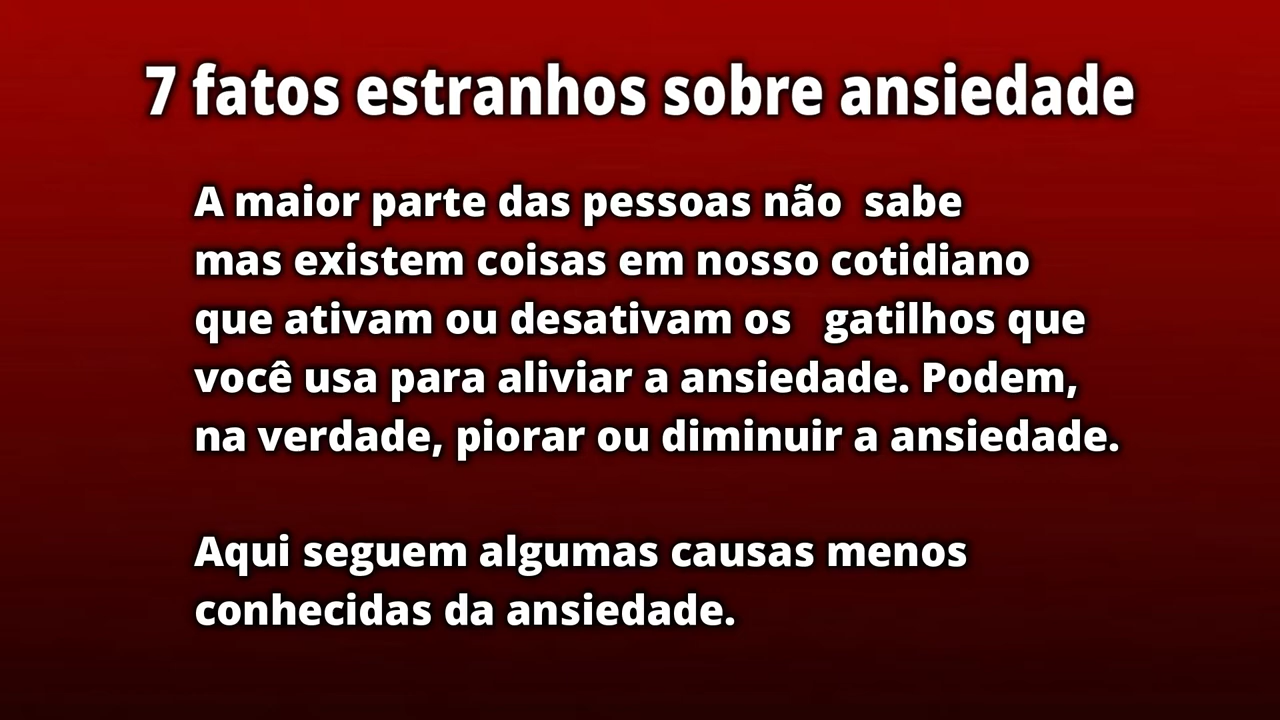 7 fatos estranhos sobre ansiedade
A maior parte das pessoas não  sabe
mas existem coisas em nosso cotidiano
que ativam ou desativam os   gatilhos que
você usa para aliviar a ansiedade. Podem,
na verdade, piorar ou diminuir a ansiedade.
Aqui seguem algumas causas menos
conhecidas da ansiedade.